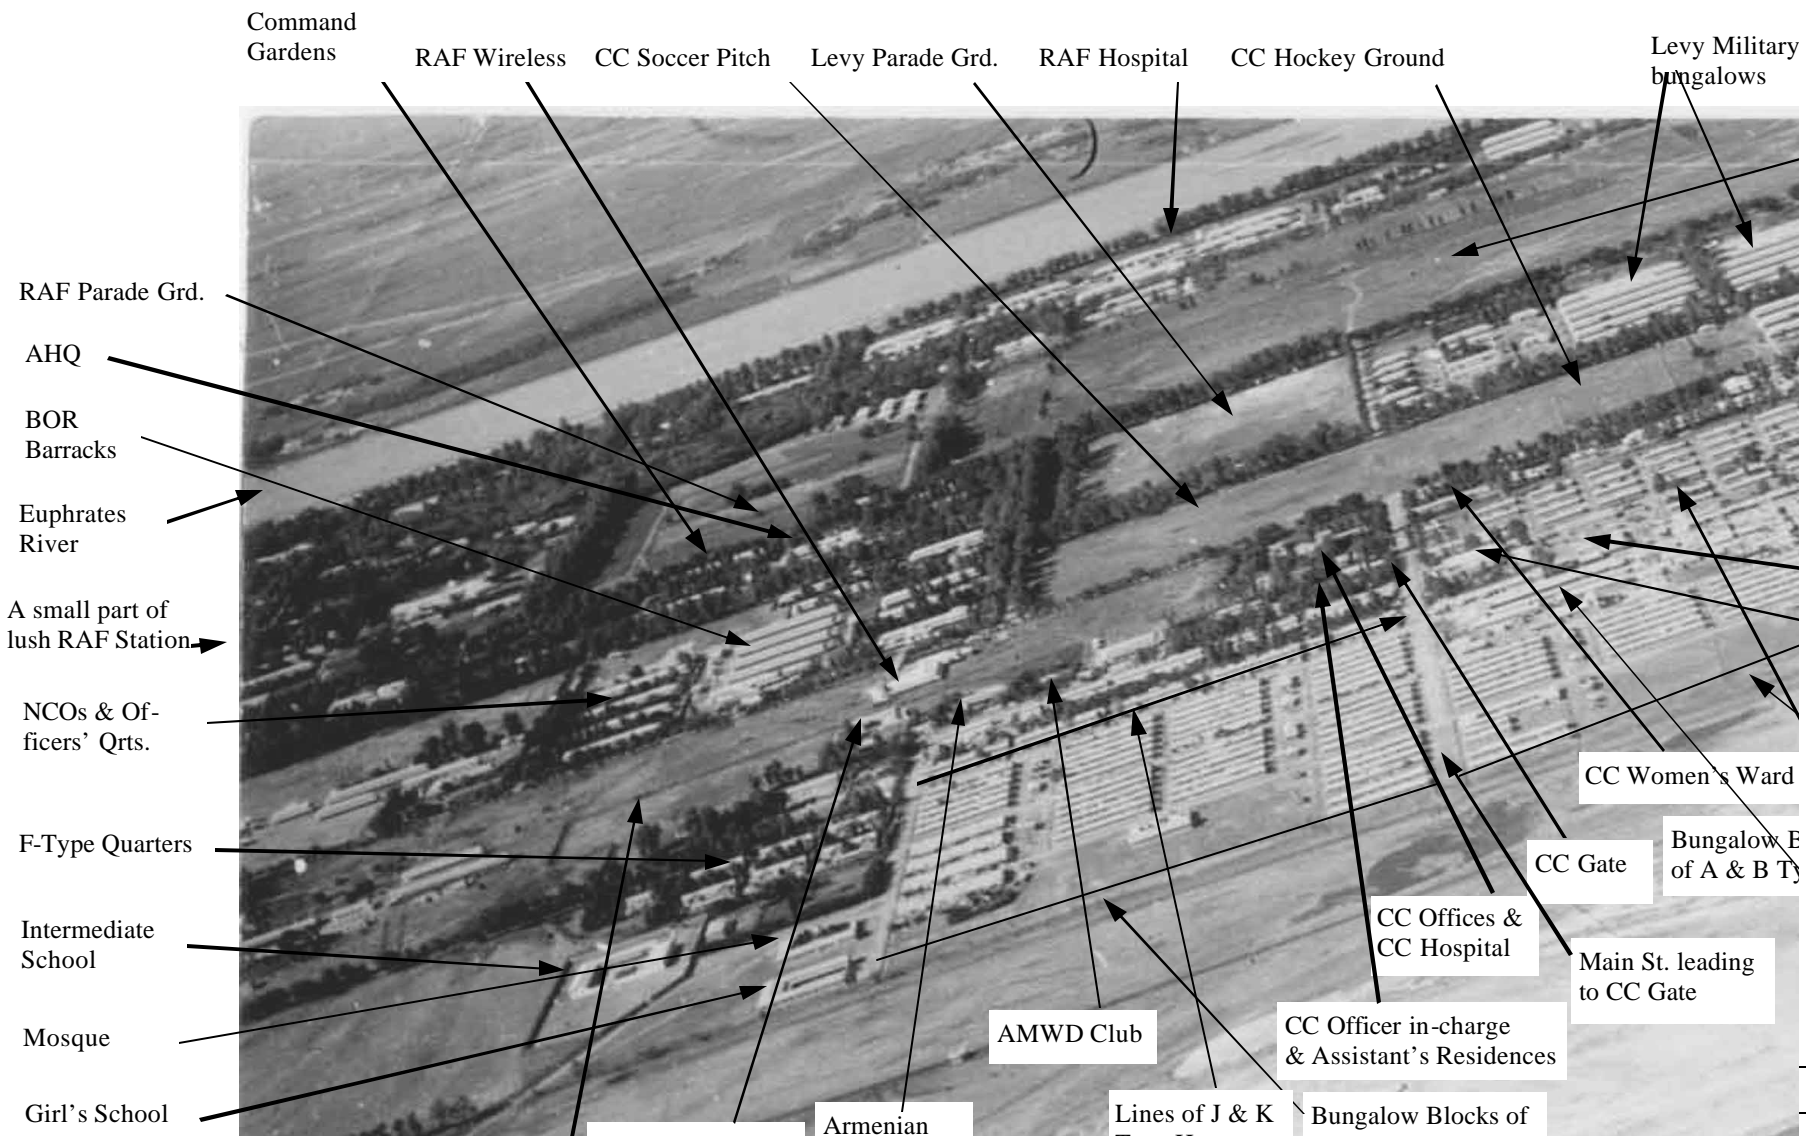 Command
Gardens
RAF Wireless
CC Soccer Pitch
Levy Parade Grd.
RAF Hospital
CC Hockey Ground
Levy Military
bungalows
RAF Parade Grd.
AHQ
BOR
Barracks
Euphrates
River
A small part of
lush RAF Station
NCOs & Of-
ficers’ Qrts.
F-Type Quarters
Intermediate
School
Mosque
Girl’s School
CC Women’s Ward
Bungalow B
of A & B Ty
CC Gate
CC Offices &
CC Hospital
Main St. leading
to CC Gate
CC Officer in-charge
& Assistant’s Residences
AMWD Club
Lines of J & K
Bungalow Blocks of
Armenian